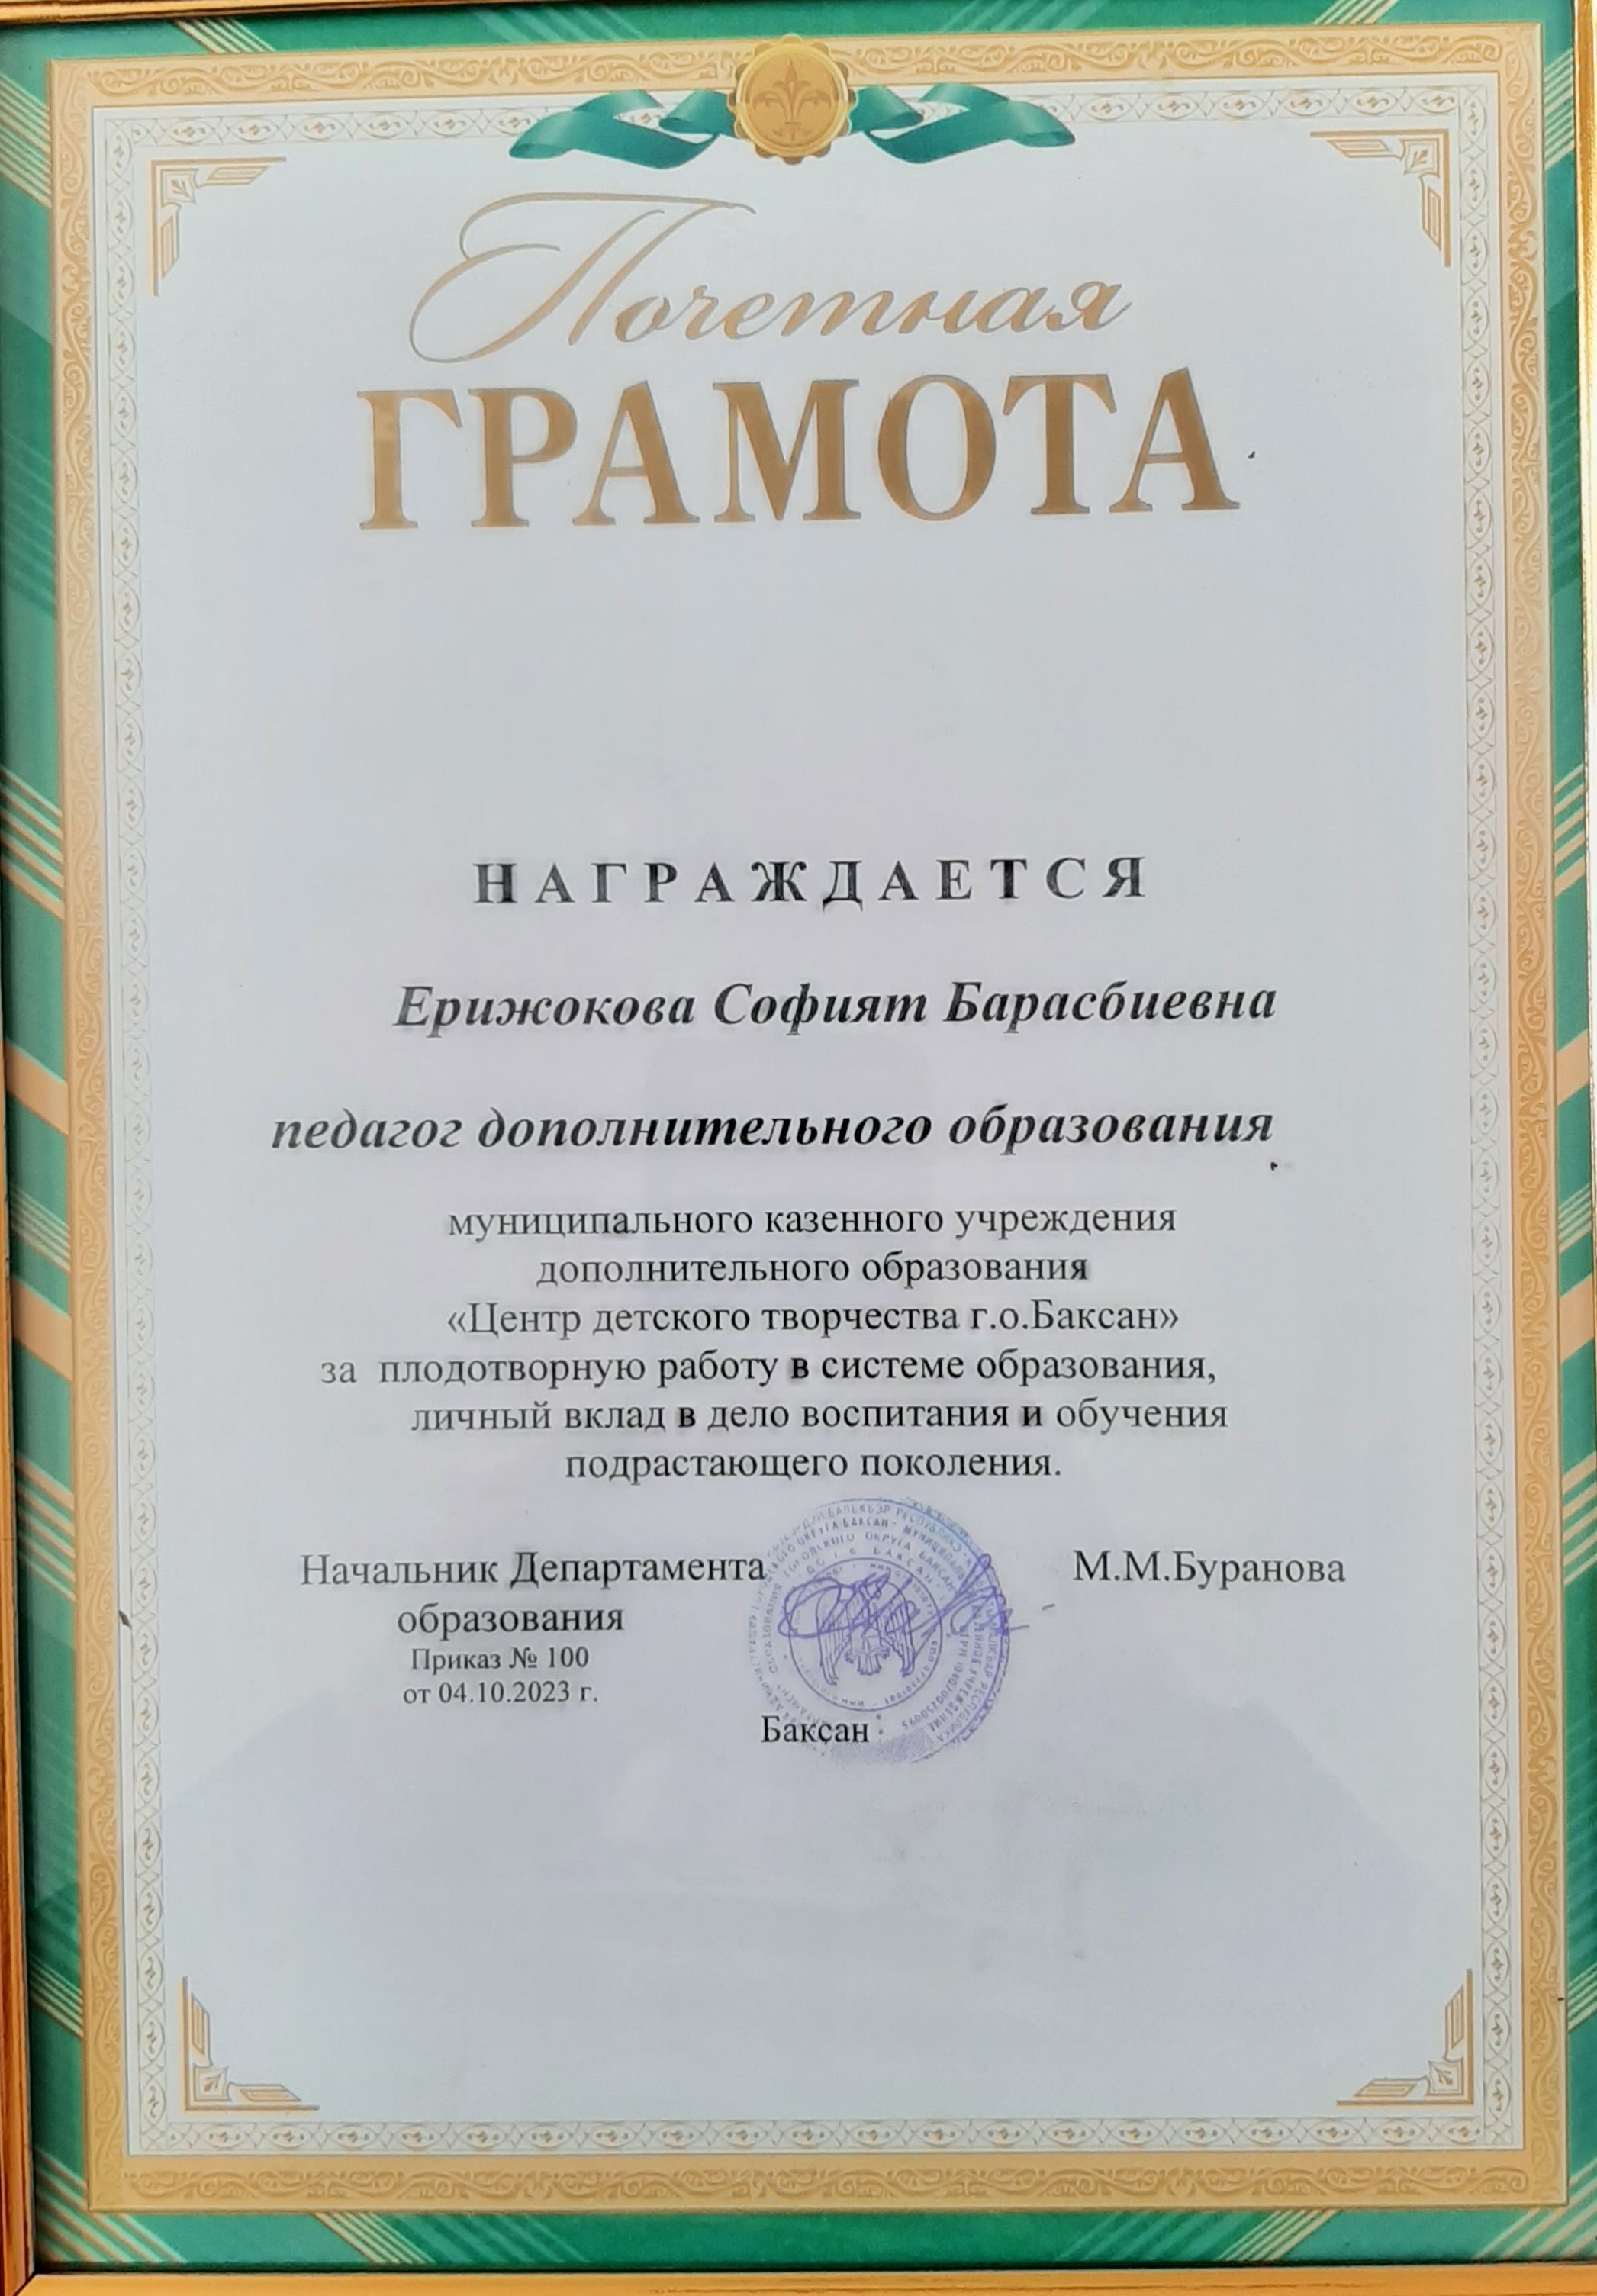 Почетная
ГРАМОТА
НАГРАЖДАЕТСЯ
Ерижокова Софият Барасбиевна
педагог дополнительного образования
муниципального казенного учреждения
дополнительного образования
«Центр детского творчества г.о.Баксан»
за плодотворную работу в системе образования,
личный вклад в дело воспитания и обучения
подрастающего поколения.
Начальник Департамента М.М.Буранова
образования
Приказ № 100
от 04.10.2023 г.
Баксан